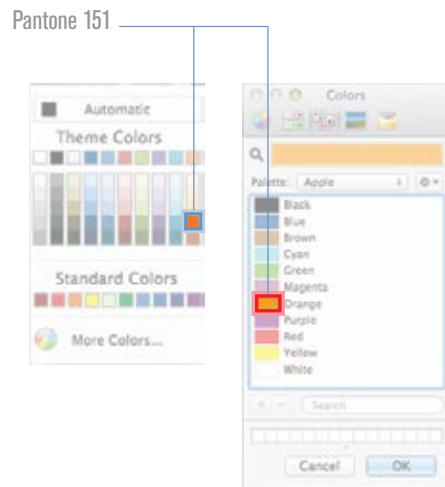 Pantone 151
Automatic
Theme Colors
Standard Colors
More Colors...
Colors
Palette: Apple
Black
Blue
Brown
Cyan
Green
Magenta
Orange
Purple
Red
Yellow
White
Search
Cancel OK